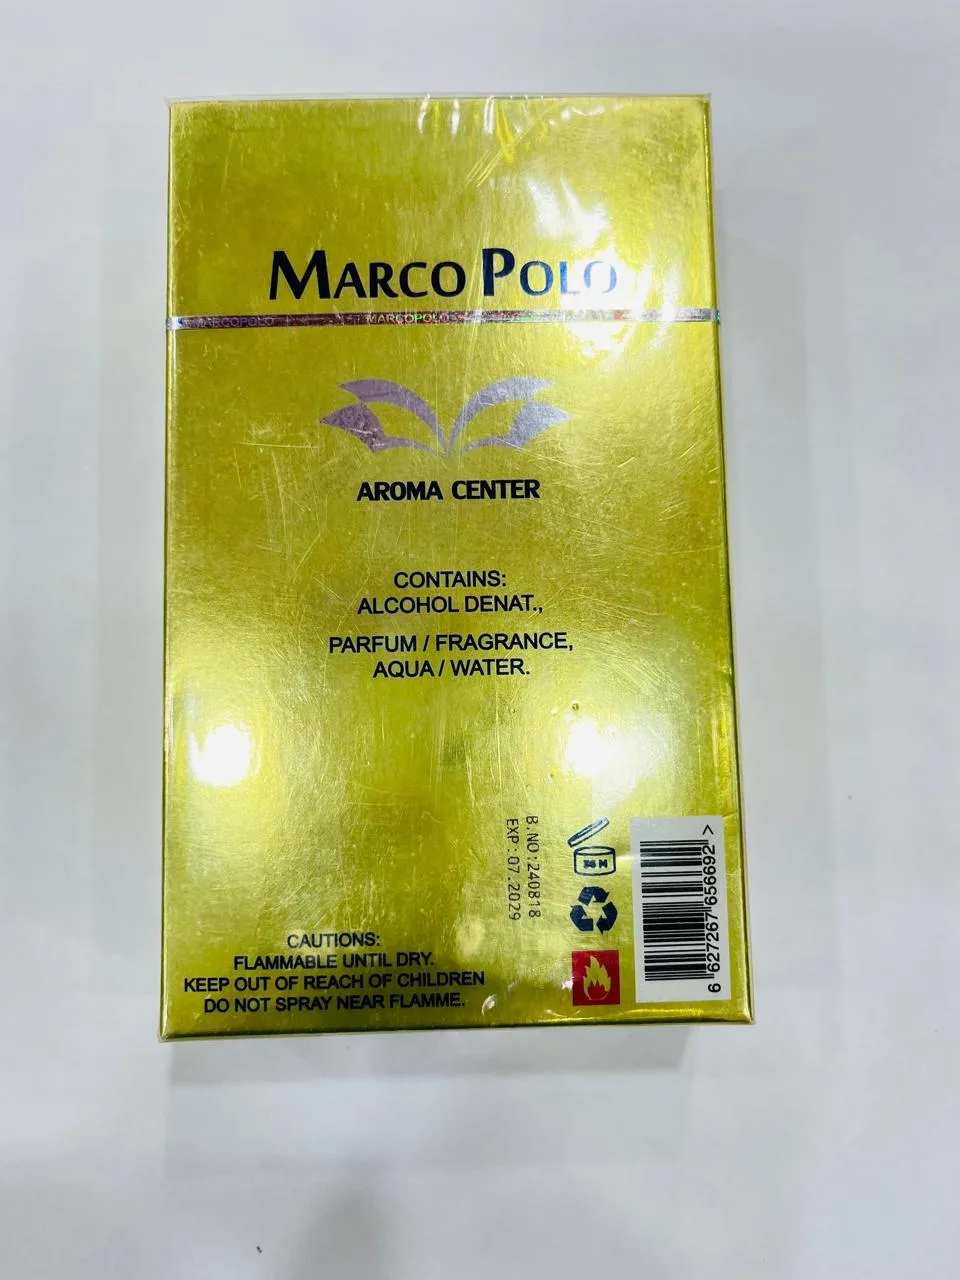 MARCO POLO
MARCOPOLO MARCOPOLO
AROMA CENTER
CONTAINS:
ALCOHOL DENAT.,
PARFUM / FRAGRANCE,
AQUA / WATER.
B.NO:240818
EXP:07.2029
36 M
6 627267 656692 >
CAUTIONS:
FLAMMABLE UNTIL DRY.
KEEP OUT OF REACH OF CHILDREN
DO NOT SPRAY NEAR FLAMME.